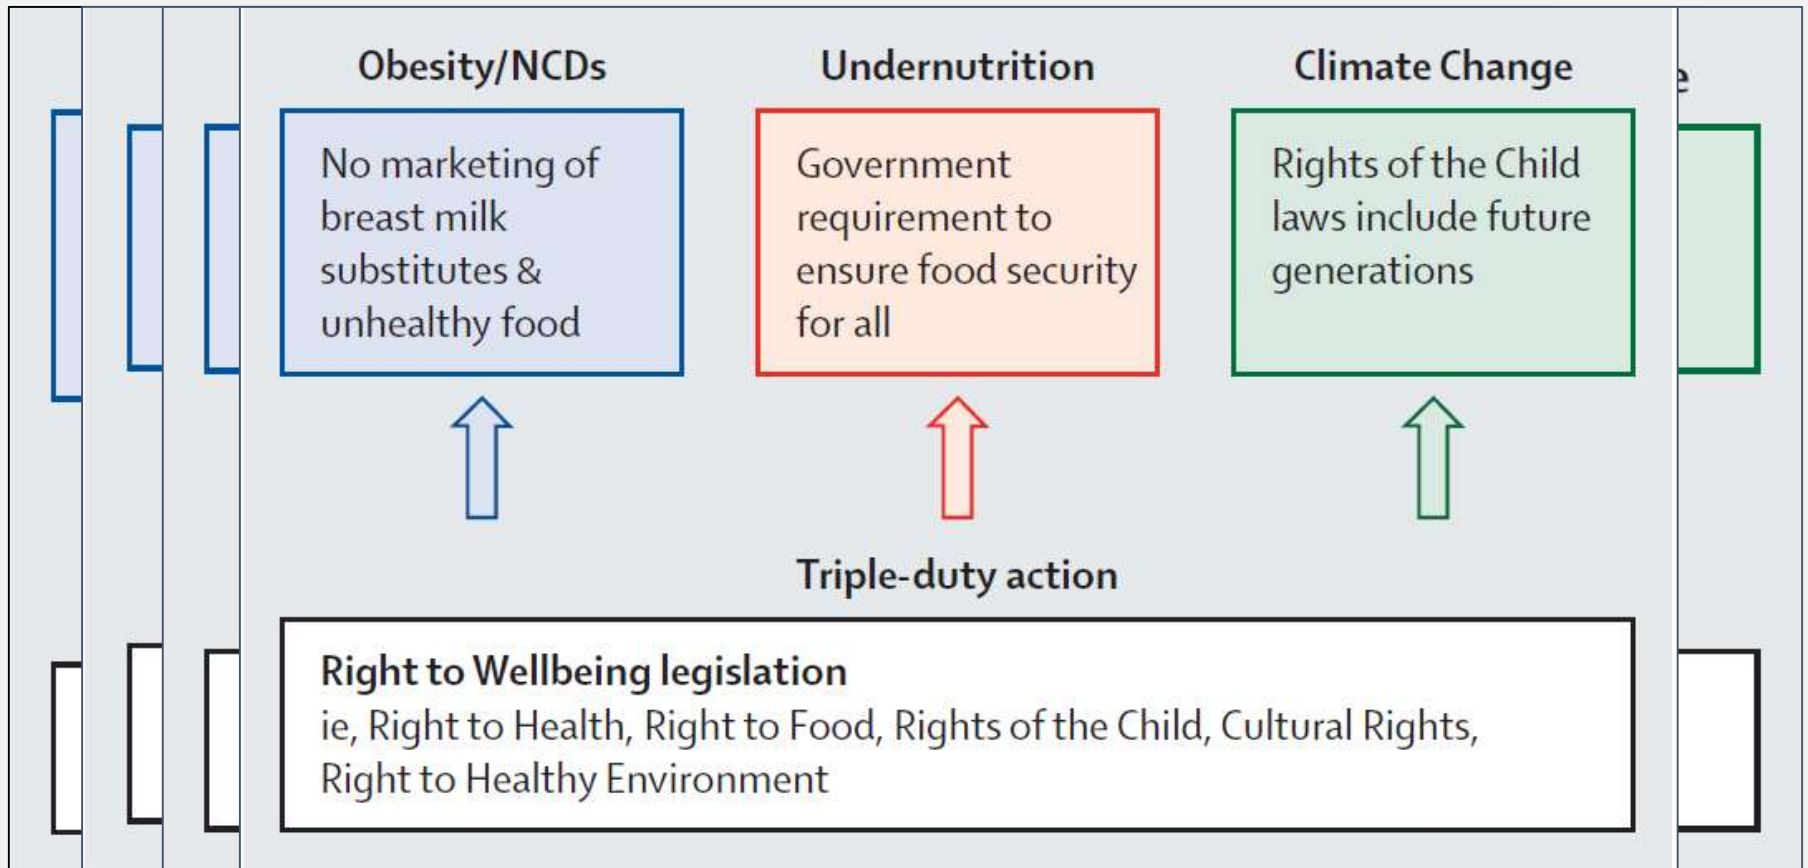 Obesity/NCDs
Undernutrition
Climate Change
No marketing of
breast milk
substitutes &
unhealthy food
Government
requirement to
ensure food security
for all
Rights of the Child
laws include future
generations
Triple-duty action
Right to Wellbeing legislation
ie, Right to Health, Right to Food, Rights of the Child, Cultural Rights,
Right to Healthy Environment